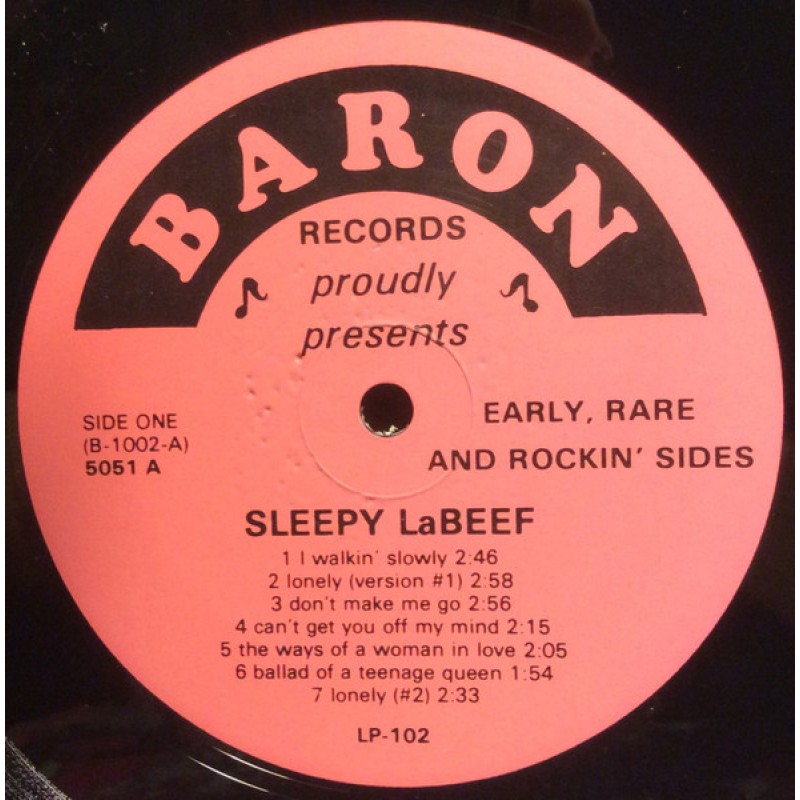 BARON
RECORDS
proudly
presents
SIDE ONE
(B-1002-A)
5051 A
EARLY, RARE
AND ROCKIN' SIDES
SLEEPY LaBEEF
1 I walkin' slowly 2:46
2 lonely (version #1) 2:58
3 don't make me go 2:56
4 can't get you off my mind 2:15
5 the ways of a woman in love 2:05
6 ballad of a teenage queen 1:54
7 lonely (#2) 2:33
LP-102